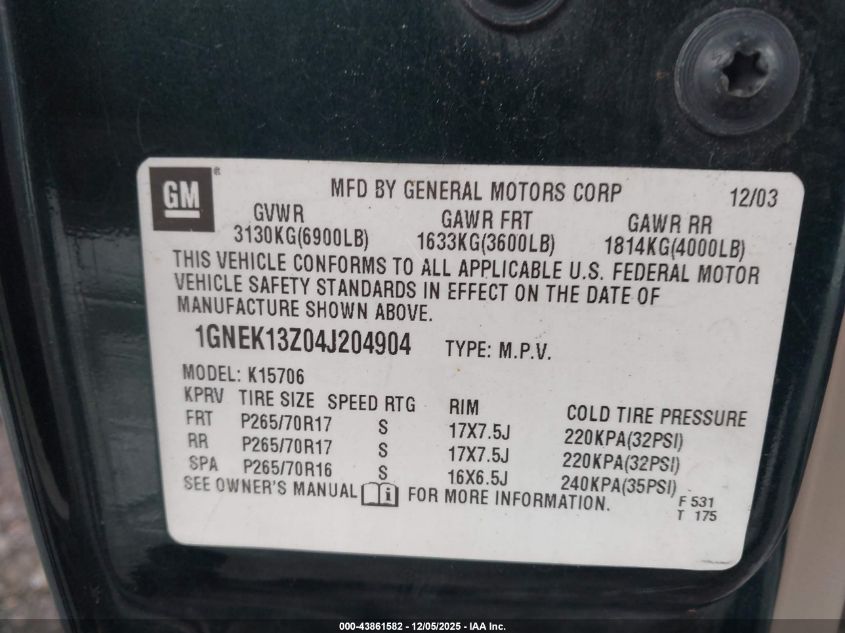 GM®
MFD BY GENERAL MOTORS CORP 12/03
GVWR GAWR FRT GAWR RR
3130KG(6900LB) 1633KG(3600LB) 1814KG(4000LB)
THIS VEHICLE CONFORMS TO ALL APPLICABLE U.S. FEDERAL MOTOR
VEHICLE SAFETY STANDARDS IN EFFECT ON THE DATE OF
MANUFACTURE SHOWN ABOVE.
1GNEK13Z04J204904 TYPE: M.P.V.
MODEL: K15706
KPRV TIRE SIZE SPEED RTG RIM COLD TIRE PRESSURE
FRT P265/70R17 S 17X7.5J 220KPA(32PSI)
RR P265/70R17 S 17X7.5J 220KPA(32PSI)
SPA P265/70R16 S 16X6.5J 240KPA(35PSI)
SEE OWNER'S MANUAL i FOR MORE INFORMATION.
F 531
T 175
000-43861582 - 12/05/2025 - IAA Inc.